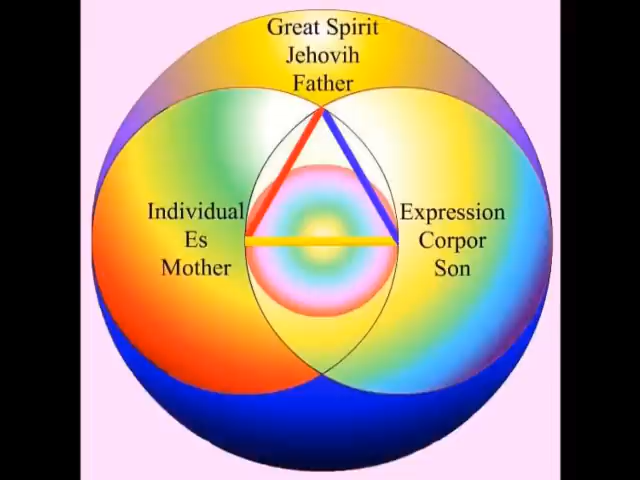 Great Spirit
Jehovih
Father
Individual
Es
Mother
Expression
Corpor
Son